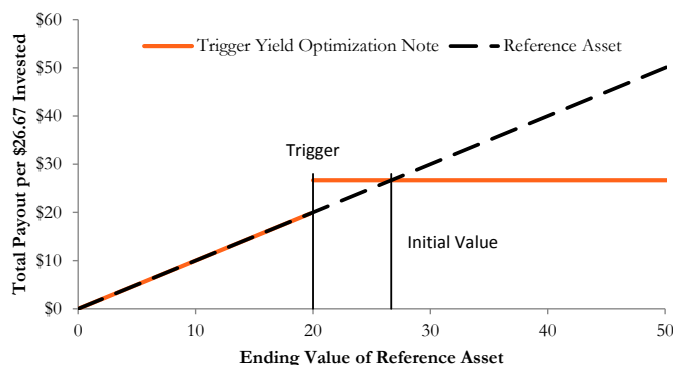 $60
Trigger Yield Optimization Note
Reference Asset
$50
$40
Trigger
$30
$20
Initial Value
$10
$0
Total Payout per $26.67 Invested
0 10 20 30 40 50
Ending Value of Reference Asset